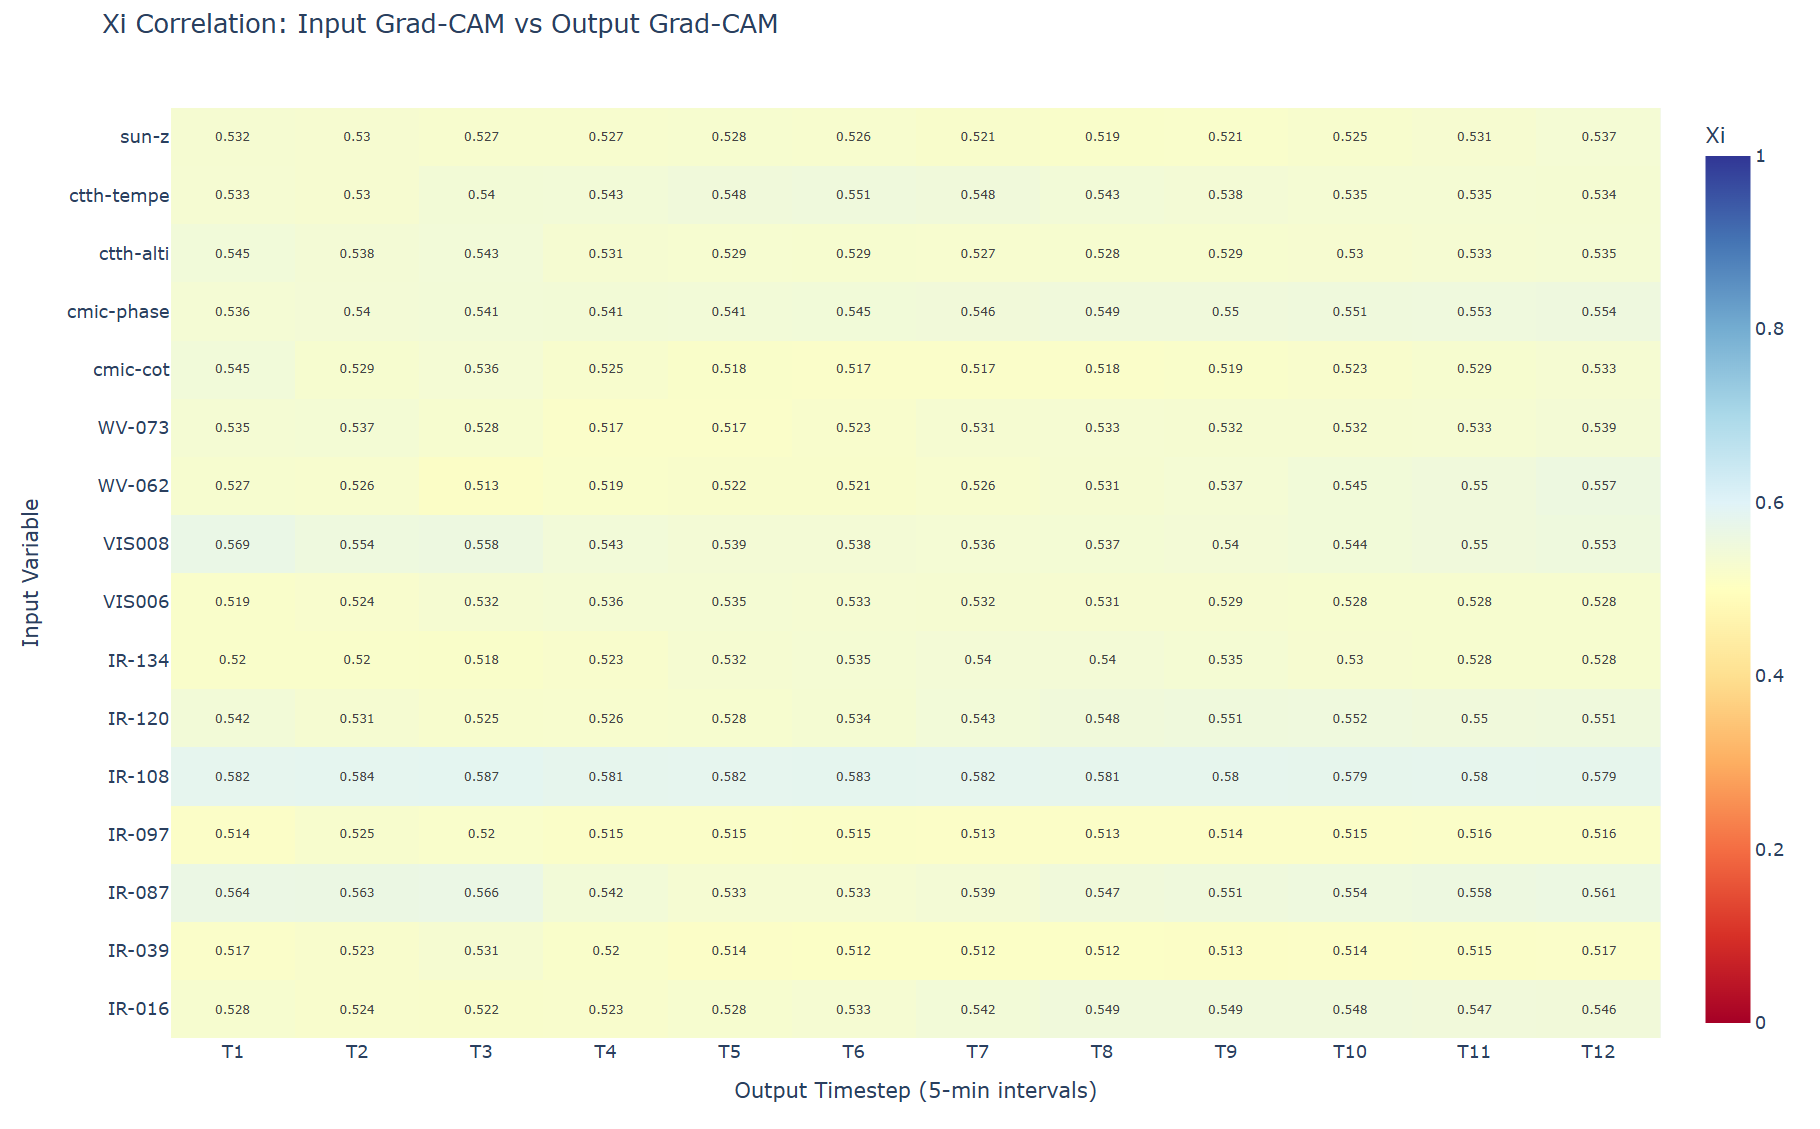 Xi Correlation: Input Grad-CAM vs Output Grad-CAM
Input Variable
sun-z 0.532 0.53 0.527 0.527 0.528 0.526 0.521 0.519 0.521 0.525 0.531 0.537
ctth-tempe 0.533 0.53 0.54 0.543 0.548 0.551 0.548 0.543 0.538 0.535 0.535 0.534
ctth-alti 0.545 0.538 0.543 0.531 0.529 0.529 0.527 0.528 0.529 0.53 0.533 0.535
cmic-phase 0.536 0.54 0.541 0.541 0.541 0.545 0.546 0.549 0.55 0.551 0.553 0.554
cmic-cot 0.545 0.529 0.536 0.525 0.518 0.517 0.517 0.518 0.519 0.523 0.529 0.533
WV-073 0.535 0.537 0.528 0.517 0.517 0.523 0.531 0.533 0.532 0.532 0.533 0.539
WV-062 0.527 0.526 0.513 0.519 0.522 0.521 0.526 0.531 0.537 0.545 0.55 0.557
VIS008 0.569 0.554 0.558 0.543 0.539 0.538 0.536 0.537 0.54 0.544 0.55 0.553
VIS006 0.519 0.524 0.532 0.536 0.535 0.533 0.532 0.531 0.529 0.528 0.528 0.528
IR-134 0.52 0.52 0.518 0.523 0.532 0.535 0.54 0.54 0.535 0.53 0.528 0.528
IR-120 0.542 0.531 0.525 0.526 0.528 0.534 0.543 0.548 0.551 0.552 0.55 0.551
IR-108 0.582 0.584 0.587 0.581 0.582 0.583 0.582 0.581 0.58 0.579 0.58 0.579
IR-097 0.514 0.525 0.52 0.515 0.515 0.515 0.513 0.513 0.514 0.515 0.516 0.516
IR-087 0.564 0.563 0.566 0.542 0.533 0.533 0.539 0.547 0.551 0.554 0.558 0.561
IR-039 0.517 0.523 0.531 0.52 0.514 0.512 0.512 0.512 0.513 0.514 0.515 0.517
IR-016 0.528 0.524 0.522 0.523 0.528 0.533 0.542 0.549 0.549 0.548 0.547 0.546
T1 T2 T3 T4 T5 T6 T7 T8 T9 T10 T11 T12
Output Timestep (5-min intervals)
Xi
1
0.8
0.6
0.4
0.2
0